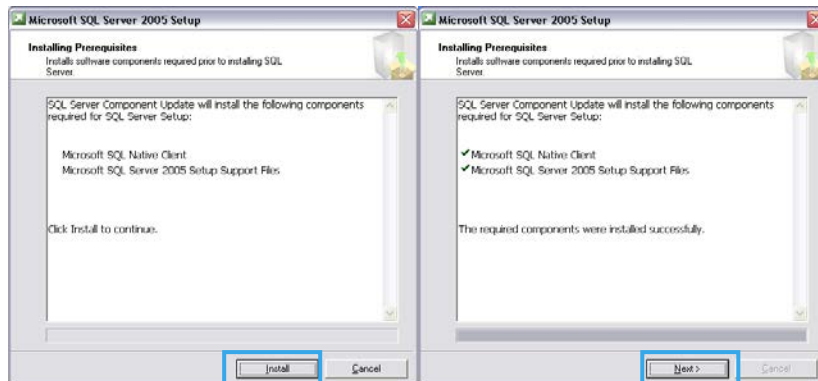 Microsoft SQL Server 2005 Setup
Installing Prerequisites
Installs software components required prior to installing SQL
Server.
SQL Server Component Update will install the following components
required for SQL Server Setup:
Microsoft SQL Native Client
Microsoft SQL Server 2005 Setup Support Files
Click Install to continue.
Install
Cancel
Microsoft SQL Server 2005 Setup
Installing Prerequisites
Installs software components required prior to installing SQL
Server.
SQL Server Component Update will install the following components
required for SQL Server Setup:
✔Microsoft SQL Native Client
✔Microsoft SQL Server 2005 Setup Support Files
The required components were installed successfully.
Next >
Cancel